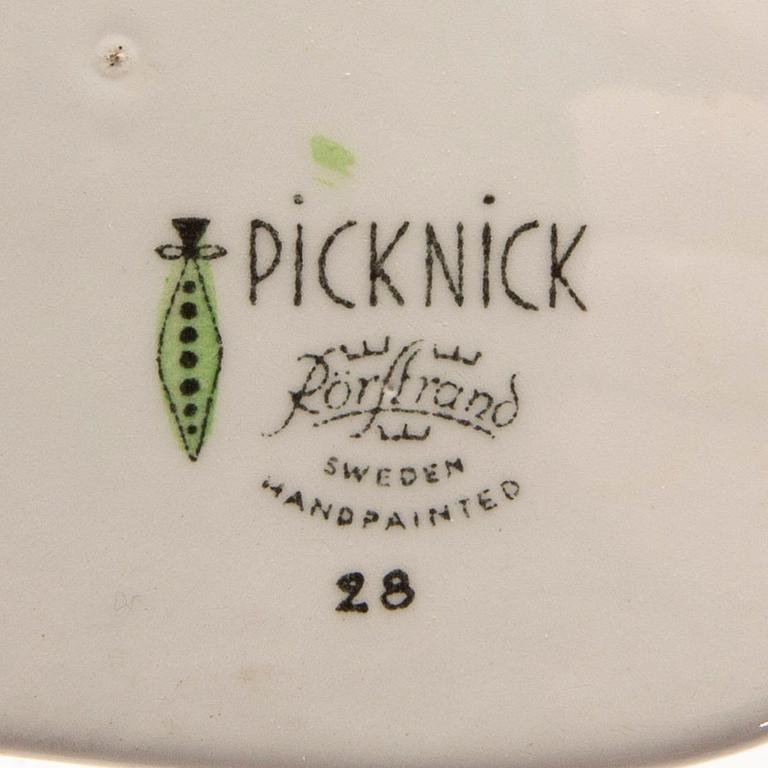 PiCKNiCK
Rörstrand
SWEDEN
HANDPAINTED
28